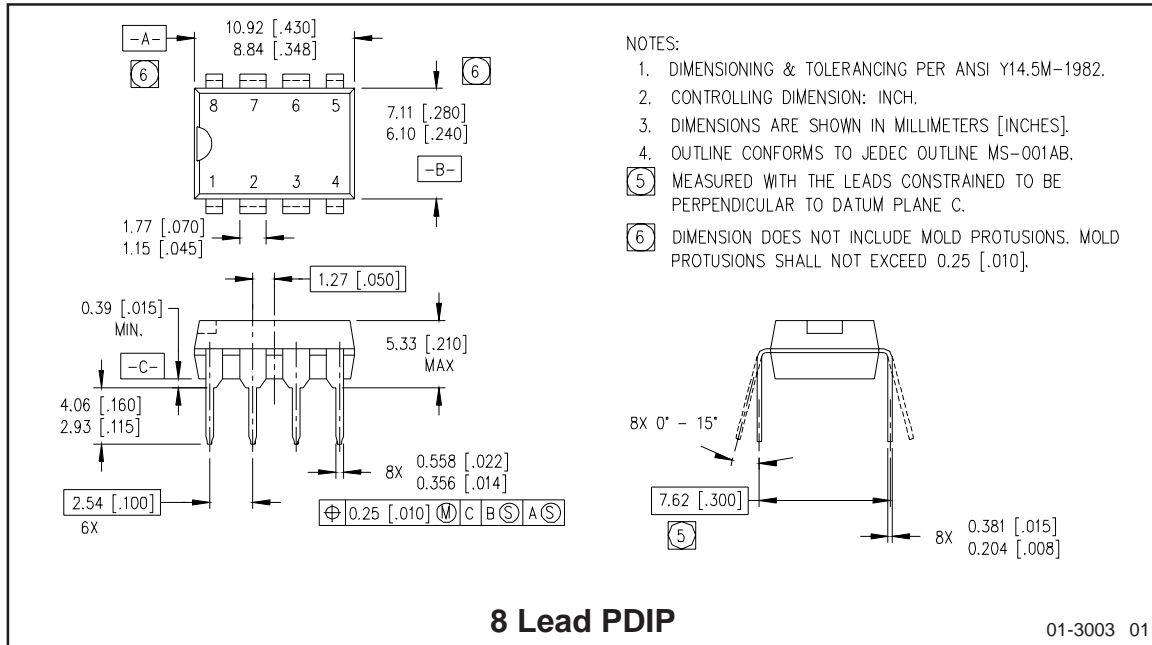 -A-
10.92 [.430]
8.84 [.348]
6
6
8 7 6 5
1 2 3 4
7.11 [.280]
6.10 [.240]
-B-
1.77 [.070]
1.15 [.045]
1.27 [.050]
0.39 [.015]
MIN.
-C-
5.33 [.210]
MAX
4.06 [.160]
2.93 [.115]
8X 0.558 [.022]
0.356 [.014]
2.54 [.100]
6X
⌖ 0.25 [.010] Ⓜ C B Ⓢ A Ⓢ
NOTES:
1. DIMENSIONING & TOLERANCING PER ANSI Y14.5M-1982.
2. CONTROLLING DIMENSION: INCH.
3. DIMENSIONS ARE SHOWN IN MILLIMETERS [INCHES].
4. OUTLINE CONFORMS TO JEDEC OUTLINE MS-001AB.
5 MEASURED WITH THE LEADS CONSTRAINED TO BE
PERPENDICULAR TO DATUM PLANE C.
6 DIMENSION DOES NOT INCLUDE MOLD PROTUSIONS. MOLD
PROTUSIONS SHALL NOT EXCEED 0.25 [.010].
8X 0° - 15°
7.62 [.300]
5
8X 0.381 [.015]
0.204 [.008]
8 Lead PDIP
01-3003 01